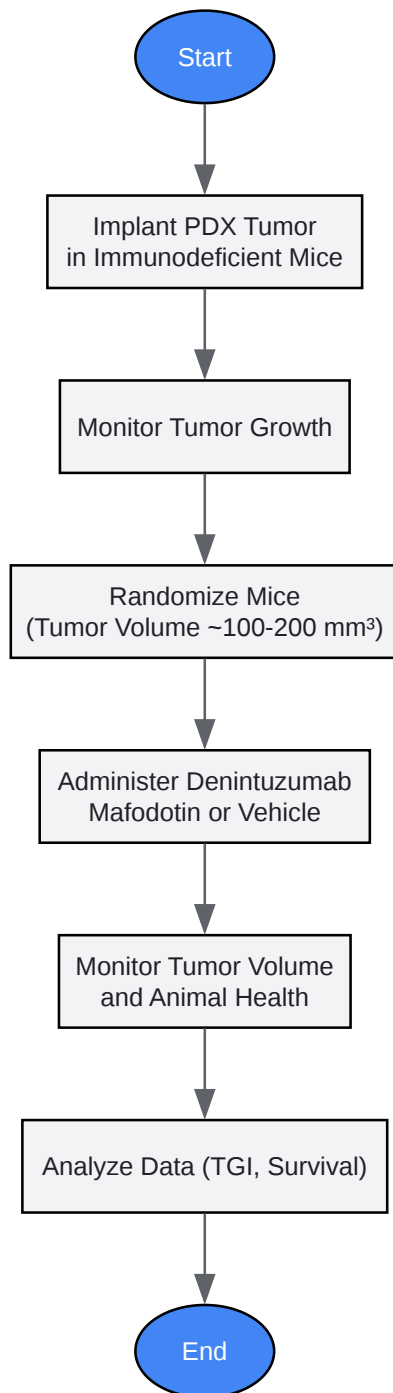 Start
Implant PDX Tumor
in Immunodeficient Mice
Monitor Tumor Growth
Randomize Mice
(Tumor Volume ~100-200 mm³)
Administer Denintuzumab
Mafodotin or Vehicle
Monitor Tumor Volume
and Animal Health
Analyze Data (TGI, Survival)
End